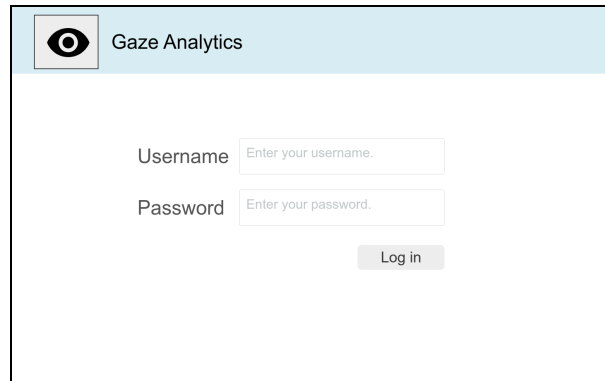 Gaze Analytics
Username Enter your username.
Password Enter your password.
Log in